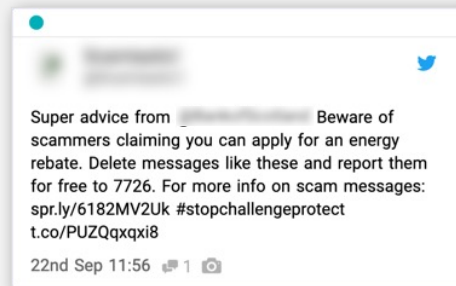 Super advice from Beware of
scammers claiming you can apply for an energy
rebate. Delete messages like these and report them
for free to 7726. For more info on scam messages:
spr.ly/6182MV2Uk #stopchallengeprotect
t.co/PUZQqxqxi8
22nd Sep 11:56 1